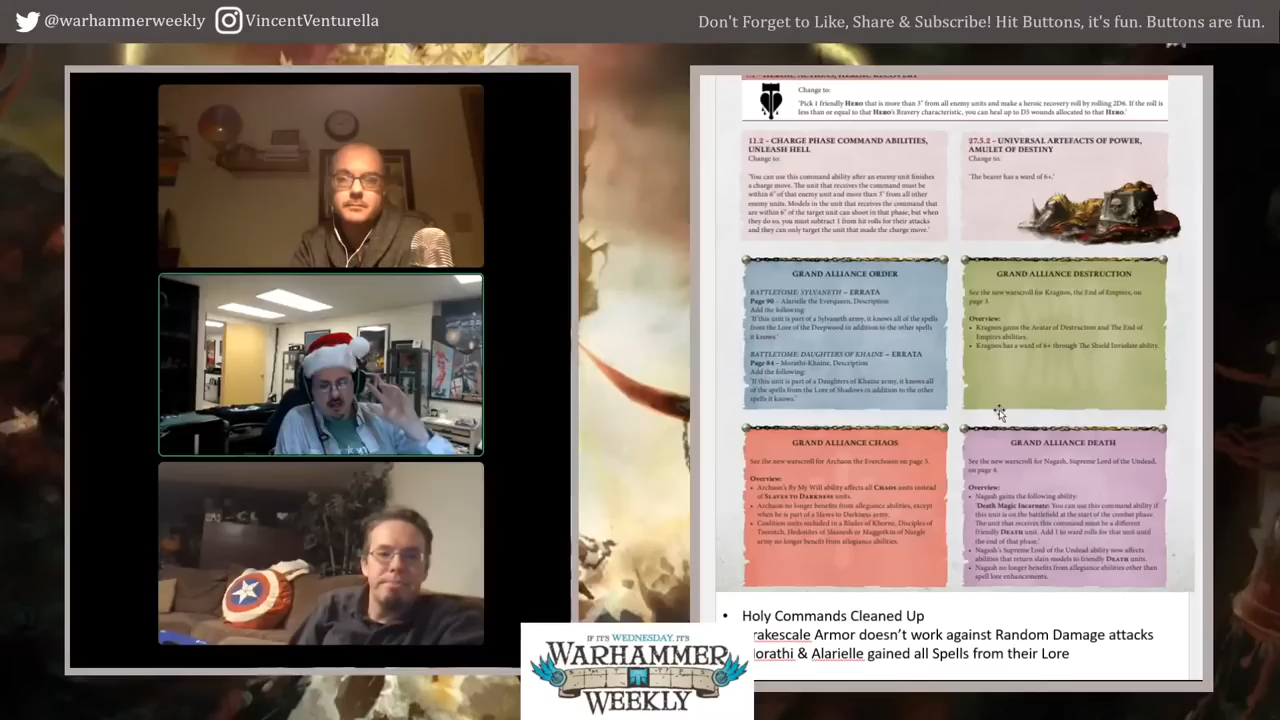 @warhammerweekly VincentVenturella
Don't Forget to Like, Share & Subscribe! Hit Buttons, it's fun. Buttons are fun.
Change to:
'Pick 1 friendly HERO that is more than 3" from all enemy units and make a heroic recovery roll by rolling 2D6. If the roll is
less than or equal to that HERO's Bravery characteristic, you can heal up to D3 wounds allocated to that HERO.'
11.2 - CHARGE PHASE COMMAND ABILITIES,
UNLEASH HELL
Change to:
'You can use this command ability after an enemy unit finishes
a charge move. The unit that receives the command must be
within 6" of that enemy unit and more than 3" from all other
enemy units. Models in the unit that receives the command that
are within 6" of the target unit can shoot in that phase, but when
they do so, you must subtract 1 from hit rolls for their attacks
and they can only target the unit that made the charge move.'
27.5.2 - UNIVERSAL ARTEFACTS OF POWER,
AMULET OF DESTINY
Change to:
'The bearer has a ward of 6+.'
GRAND ALLIANCE ORDER
BATTLETOME: SYLVANETH – ERRATA
Page 90 – Alarielle the Everqueen, Description
Add the following:
'If this unit is part of a Sylvaneth army, it knows all of the spells
from the Lore of the Deepwood in addition to the other spells
it knows.'
BATTLETOME: DAUGHTERS OF KHAINE – ERRATA
Page 84 – Morathi-Khaine, Description
Add the following:
'If this unit is part of a Daughters of Khaine army, it knows all
of the spells from the Lore of Shadows in addition to the other
spells it knows.'
GRAND ALLIANCE DESTRUCTION
See the new warscroll for Kragnos, the End of Empires, on
page 3.
Overview:
• Kragnos gains the Avatar of Destruction and The End of
Empires abilities.
• Kragnos has a ward of 6+ through The Shield Inviolate ability.
GRAND ALLIANCE CHAOS
See the new warscroll for Archaon the Everchosen on page 5.
Overview:
• Archaon's By My Will ability affects all CHAOS units instead
of SLAVES TO DARKNESS units.
• Archaon no longer benefits from allegiance abilities, except
when he is part of a Slaves to Darkness army.
• Coalition units included in a Blades of Khorne, Disciples of
Tzeentch, Hedonites of Slaanesh or Maggotkin of Nurgle
army no longer benefit from allegiance abilities.
GRAND ALLIANCE DEATH
See the new warscroll for Nagash, Supreme Lord of the Undead,
on page 4.
Overview:
• Nagash gains the following ability:
'Death Magic Incarnate: You can use this command ability if
this unit is on the battlefield at the start of the combat phase.
The unit that receives this command must be a different
friendly DEATH unit. Add 1 to ward rolls for that unit until
the end of that phase.'
• Nagash's Supreme Lord of the Undead ability now affects
abilities that return slain models to friendly DEATH units.
• Nagash no longer benefits from allegiance abilities other than
spell lore enhancements.
• Holy Commands Cleaned Up
rakescale Armor doesn't work against Random Damage attacks
orathi & Alarielle gained all Spells from their Lore
IF IT'S WEDNESDAY, IT'S
WARHAMMER
WEEKLY